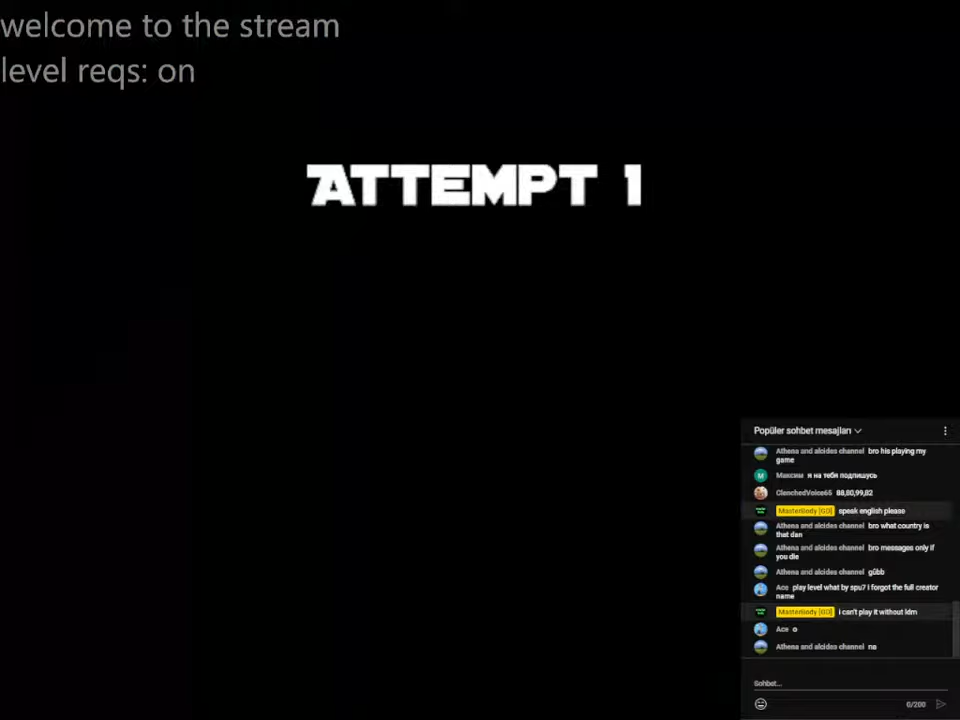 welcome to the stream
level reqs: on
ATTEMPT 1
Popüler sohbet mesajları
Athena and alcides channel bro his playing my
game
M Максим я на тебя подпишусь
ClenchedVoice65 88,80,99,82
MasterBody [GD] speak english please
Athena and alcides channel bro what country is
that dan
Athena and alcides channel bro messages only if
you die
Athena and alcides channel gûbb
Ace play level what by spu7 i forgot the full creator
name
MasterBody [GD] i can't play it without ldm
Ace o
Athena and alcides channel na
Sohbet...
0/200